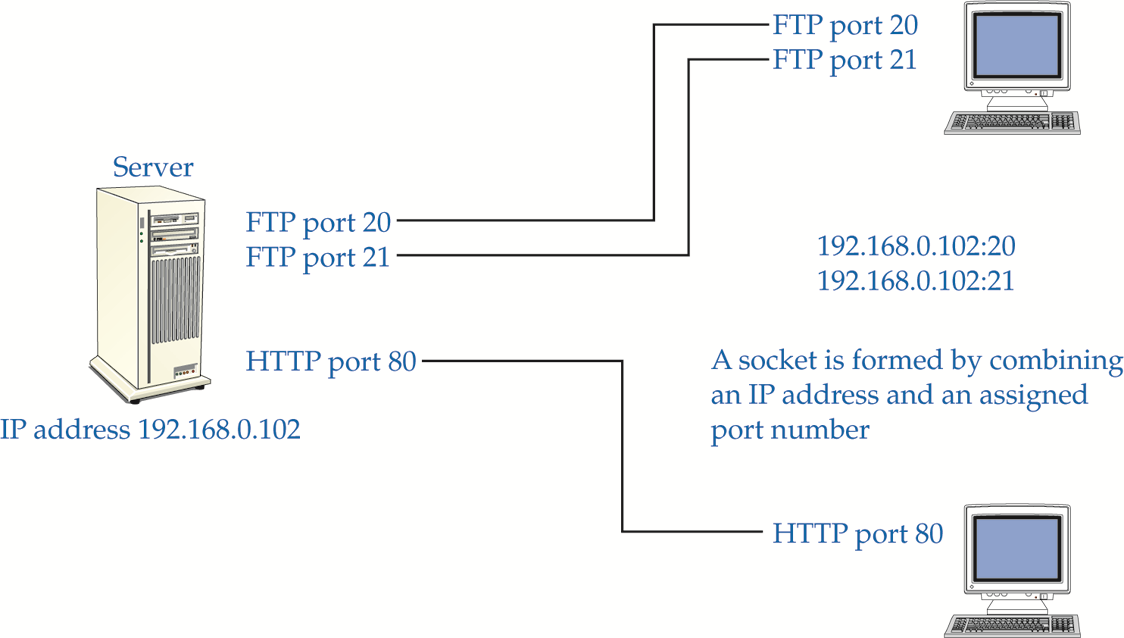 FTP port 20
FTP port 21
Server
FTP port 20
FTP port 21
192.168.0.102:20
192.168.0.102:21
HTTP port 80
A socket is formed by combining
an IP address and an assigned
port number
IP address 192.168.0.102
HTTP port 80